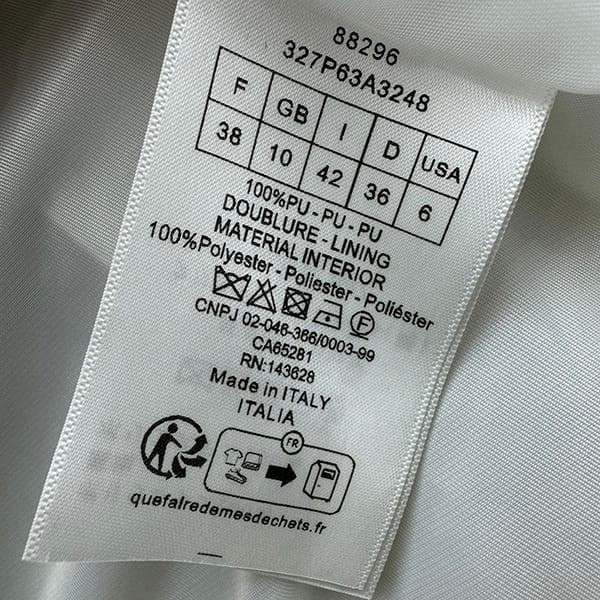 88296
327P63A3248
F GB I D USA
38 10 42 36 6
100%PU - PU - PU
DOUBLURE - LINING
MATERIAL INTERIOR
100%Polyester - Poliester - Poliéster
F
CNPJ 02-046-366/0003-99
CA65281
RN:143628
Made in ITALY
ITALIA
FR
quefairedemesdechets.fr